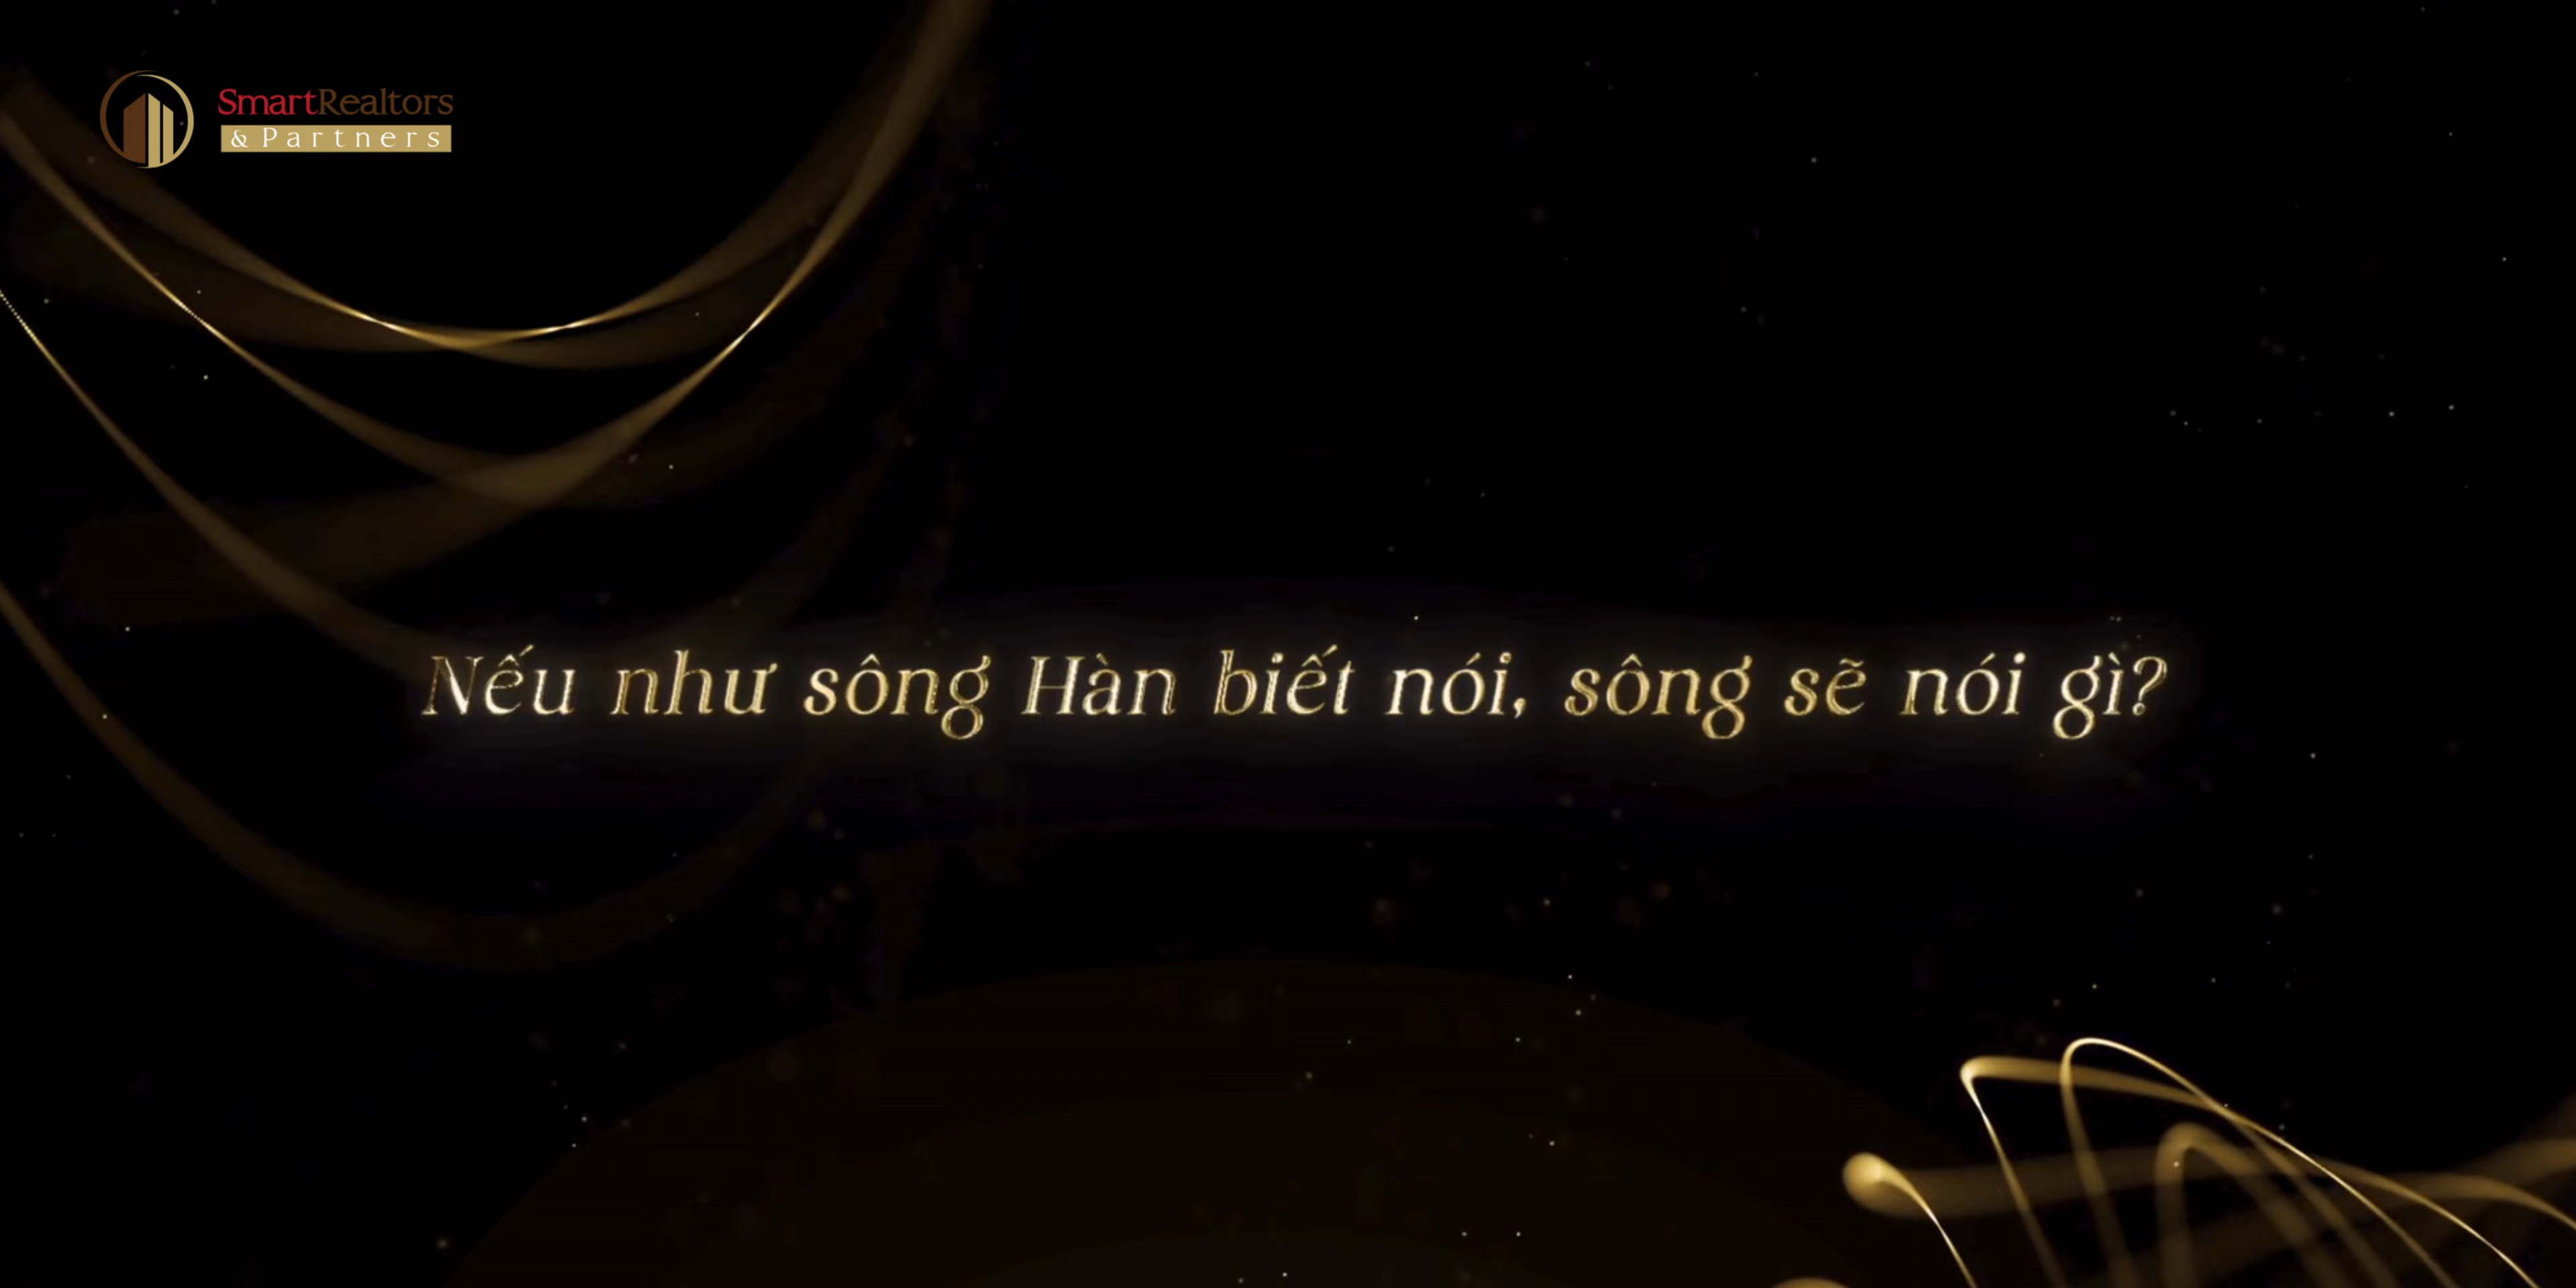 SmartRealtors
& Partners
Nếu như sông Hàn biết nói, sông sẽ nói gì?